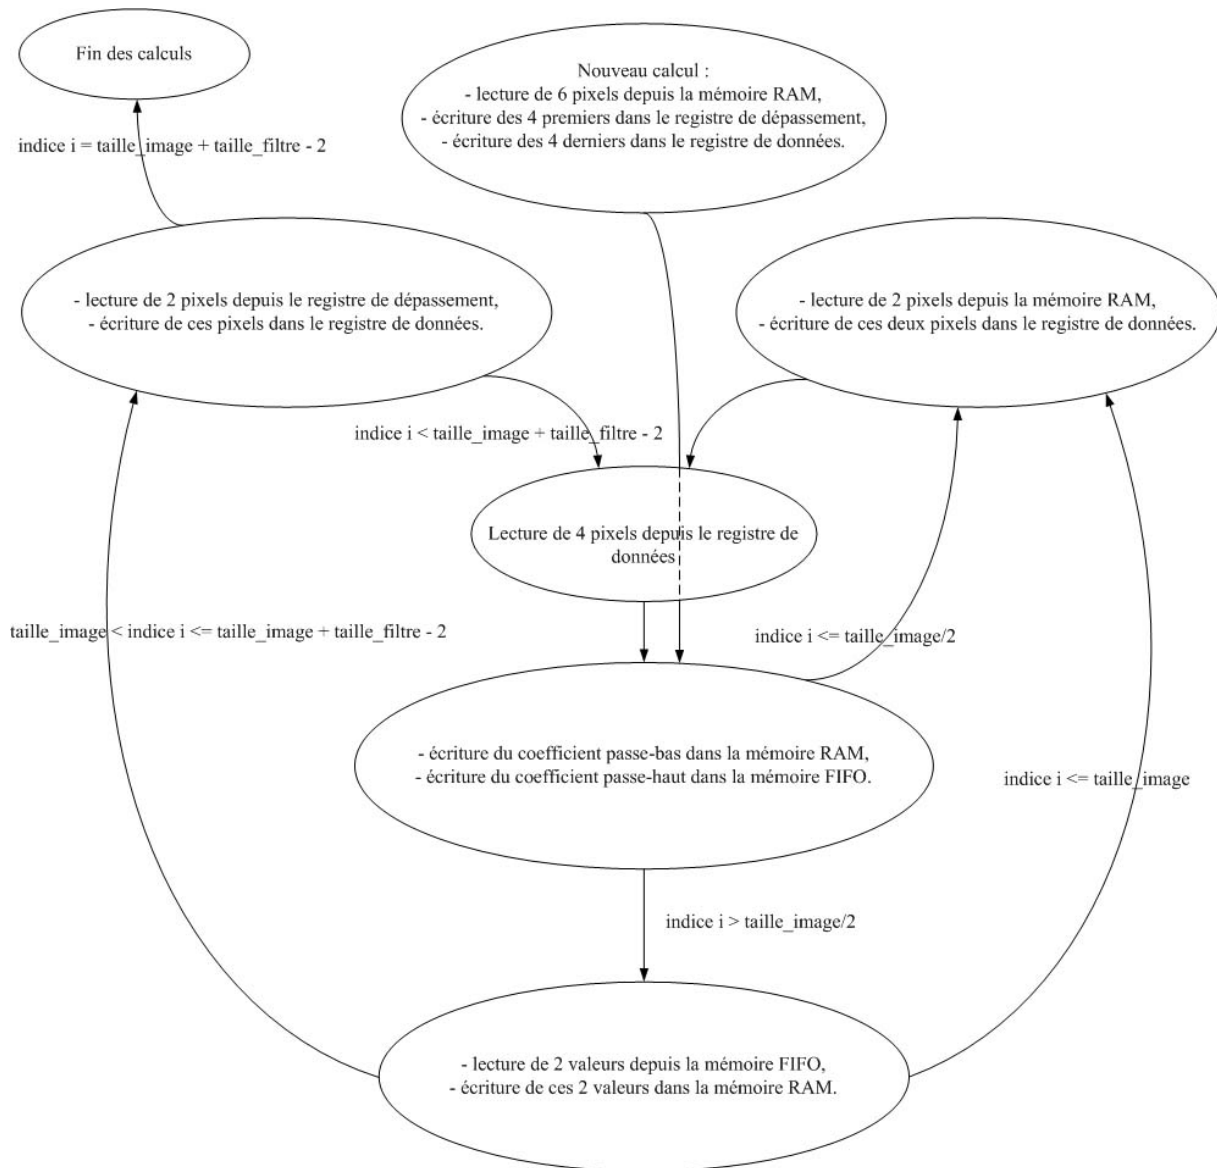 Fin des calculs
Nouveau calcul :
- lecture de 6 pixels depuis la mémoire RAM,
- écriture des 4 premiers dans le registre de dépassement,
- écriture des 4 derniers dans le registre de données.
indice i = taille_image + taille_filtre - 2
- lecture de 2 pixels depuis le registre de dépassement,
- écriture de ces pixels dans le registre de données.
- lecture de 2 pixels depuis la mémoire RAM,
- écriture de ces deux pixels dans le registre de données.
indice i < taille_image + taille_filtre - 2
Lecture de 4 pixels depuis le registre de
données
taille_image < indice i <= taille_image + taille_filtre - 2
indice i <= taille_image/2
- écriture du coefficient passe-bas dans la mémoire RAM,
- écriture du coefficient passe-haut dans la mémoire FIFO.
indice i <= taille_image
indice i > taille_image/2
- lecture de 2 valeurs depuis la mémoire FIFO,
- écriture de ces 2 valeurs dans la mémoire RAM.